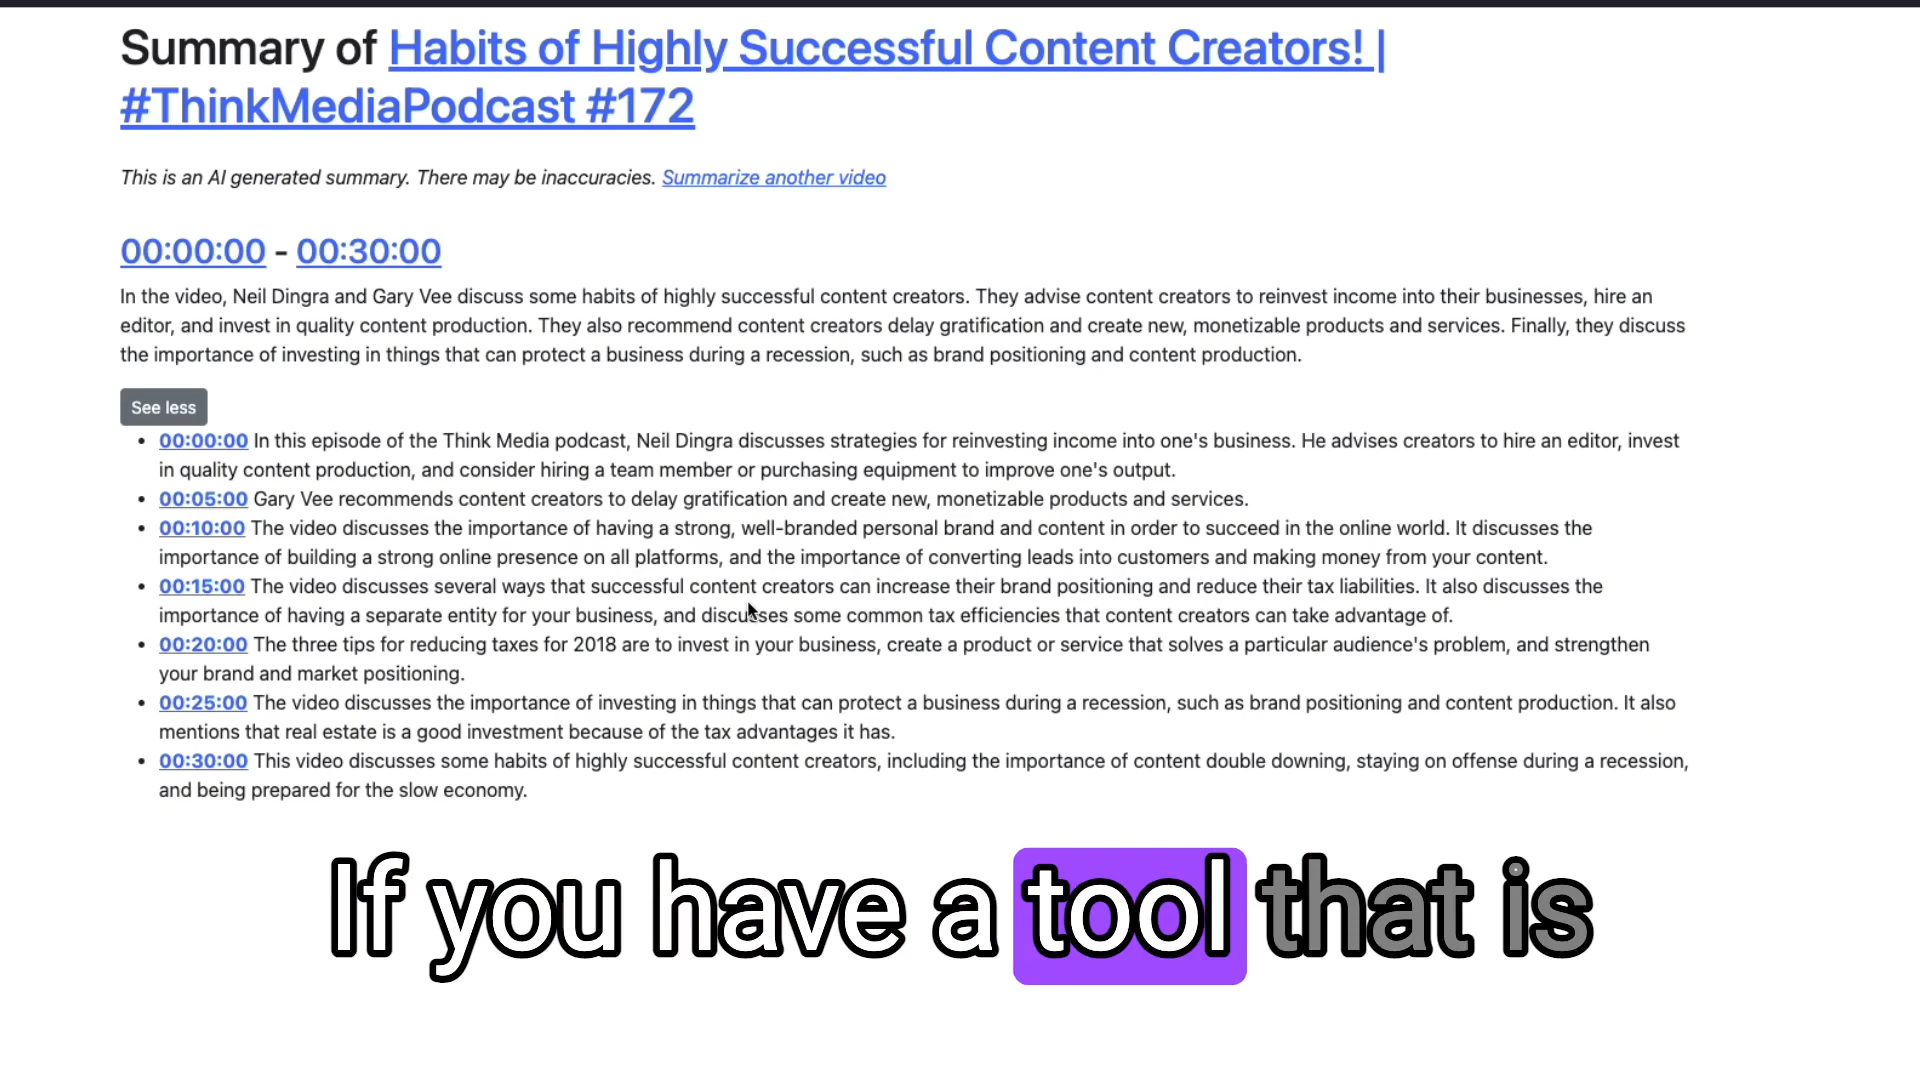 Summary of Habits of Highly Successful Content Creators! |
#ThinkMediaPodcast #172
This is an AI generated summary. There may be inaccuracies. Summarize another video
00:00:00 - 00:30:00
In the video, Neil Dingra and Gary Vee discuss some habits of highly successful content creators. They advise content creators to reinvest income into their businesses, hire an
editor, and invest in quality content production. They also recommend content creators delay gratification and create new, monetizable products and services. Finally, they discuss
the importance of investing in things that can protect a business during a recession, such as brand positioning and content production.
See less
• 00:00:00 In this episode of the Think Media podcast, Neil Dingra discusses strategies for reinvesting income into one's business. He advises creators to hire an editor, invest
in quality content production, and consider hiring a team member or purchasing equipment to improve one's output.
• 00:05:00 Gary Vee recommends content creators to delay gratification and create new, monetizable products and services.
• 00:10:00 The video discusses the importance of having a strong, well-branded personal brand and content in order to succeed in the online world. It discusses the
importance of building a strong online presence on all platforms, and the importance of converting leads into customers and making money from your content.
• 00:15:00 The video discusses several ways that successful content creators can increase their brand positioning and reduce their tax liabilities. It also discusses the
importance of having a separate entity for your business, and discusses some common tax efficiencies that content creators can take advantage of.
• 00:20:00 The three tips for reducing taxes for 2018 are to invest in your business, create a product or service that solves a particular audience's problem, and strengthen
your brand and market positioning.
• 00:25:00 The video discusses the importance of investing in things that can protect a business during a recession, such as brand positioning and content production. It also
mentions that real estate is a good investment because of the tax advantages it has.
• 00:30:00 This video discusses some habits of highly successful content creators, including the importance of content double downing, staying on offense during a recession,
and being prepared for the slow economy.
If you have a tool that is